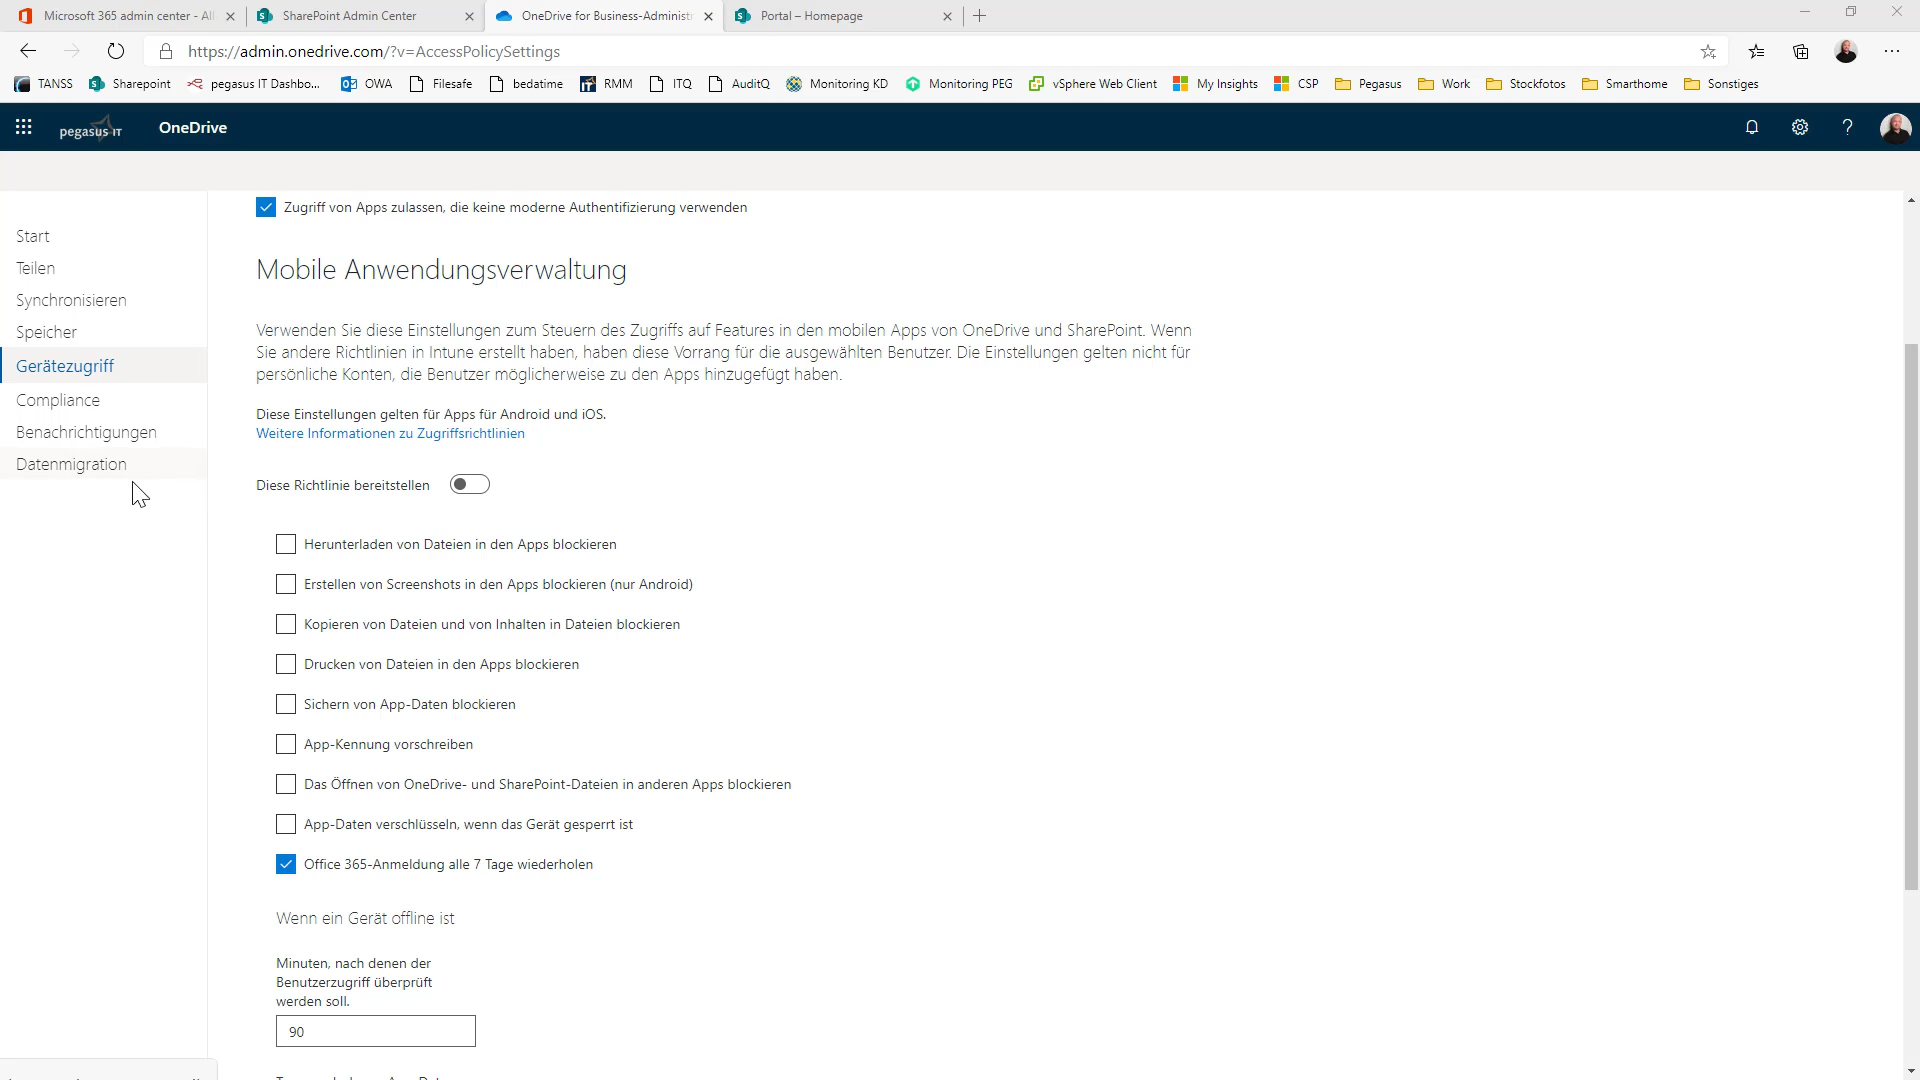 Microsoft 365 admin center - Al
SharePoint Admin Center
OneDrive for Business-Administr
Portal – Homepage
https://admin.onedrive.com/?v=AccessPolicySettings
TANSS
Sharepoint
pegasus IT Dashbo...
OWA
Filesafe
bedatime
RMM
ITQ
AuditQ
Monitoring KD
Monitoring PEG
vSphere Web Client
My Insights
CSP
Pegasus
Work
Stockfotos
Smarthome
Sonstiges
pegasus IT
OneDrive
?
Start
Teilen
Synchronisieren
Speicher
Gerätezugriff
Compliance
Benachrichtigungen
Datenmigration
Zugriff von Apps zulassen, die keine moderne Authentifizierung verwenden
Mobile Anwendungsverwaltung
Verwenden Sie diese Einstellungen zum Steuern des Zugriffs auf Features in den mobilen Apps von OneDrive und SharePoint. Wenn
Sie andere Richtlinien in Intune erstellt haben, haben diese Vorrang für die ausgewählten Benutzer. Die Einstellungen gelten nicht für
persönliche Konten, die Benutzer möglicherweise zu den Apps hinzugefügt haben.
Diese Einstellungen gelten für Apps für Android und iOS.
Weitere Informationen zu Zugriffsrichtlinien
Diese Richtlinie bereitstellen
Herunterladen von Dateien in den Apps blockieren
Erstellen von Screenshots in den Apps blockieren (nur Android)
Kopieren von Dateien und von Inhalten in Dateien blockieren
Drucken von Dateien in den Apps blockieren
Sichern von App-Daten blockieren
App-Kennung vorschreiben
Das Öffnen von OneDrive- und SharePoint-Dateien in anderen Apps blockieren
App-Daten verschlüsseln, wenn das Gerät gesperrt ist
Office 365-Anmeldung alle 7 Tage wiederholen
Wenn ein Gerät offline ist
Minuten, nach denen der
Benutzerzugriff überprüft
werden soll.
90